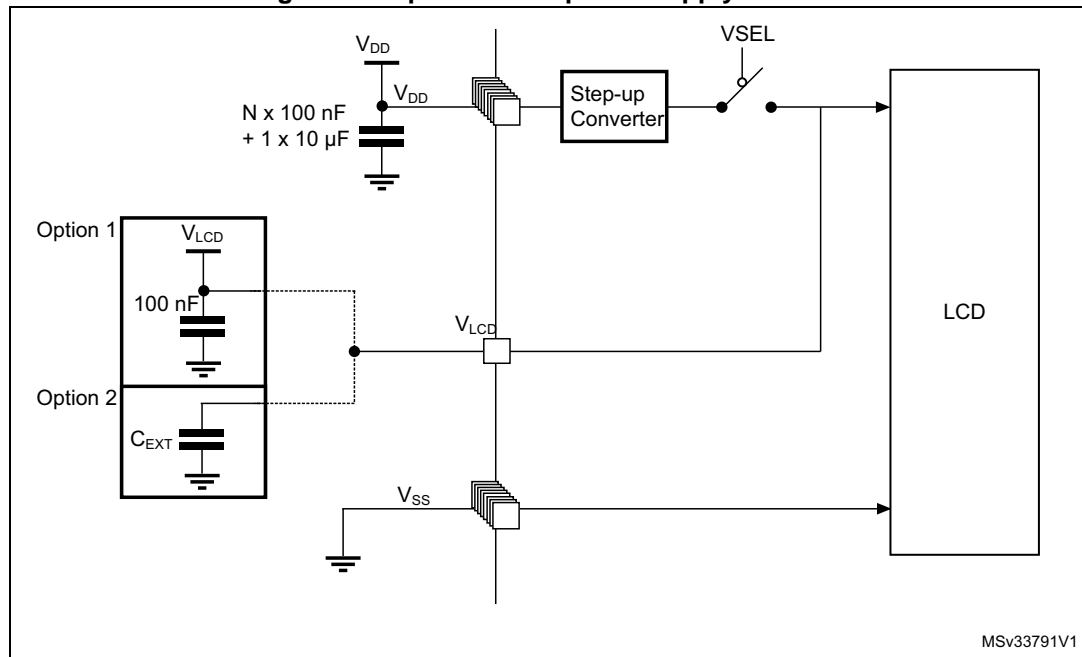 VSEL
VDD
VDD
Step-up
Converter
N x 100 nF
+ 1 x 10 µF
Option 1
VLCD
100 nF
LCD
VLCD
Option 2
CEXT
VSS
MSv33791V1